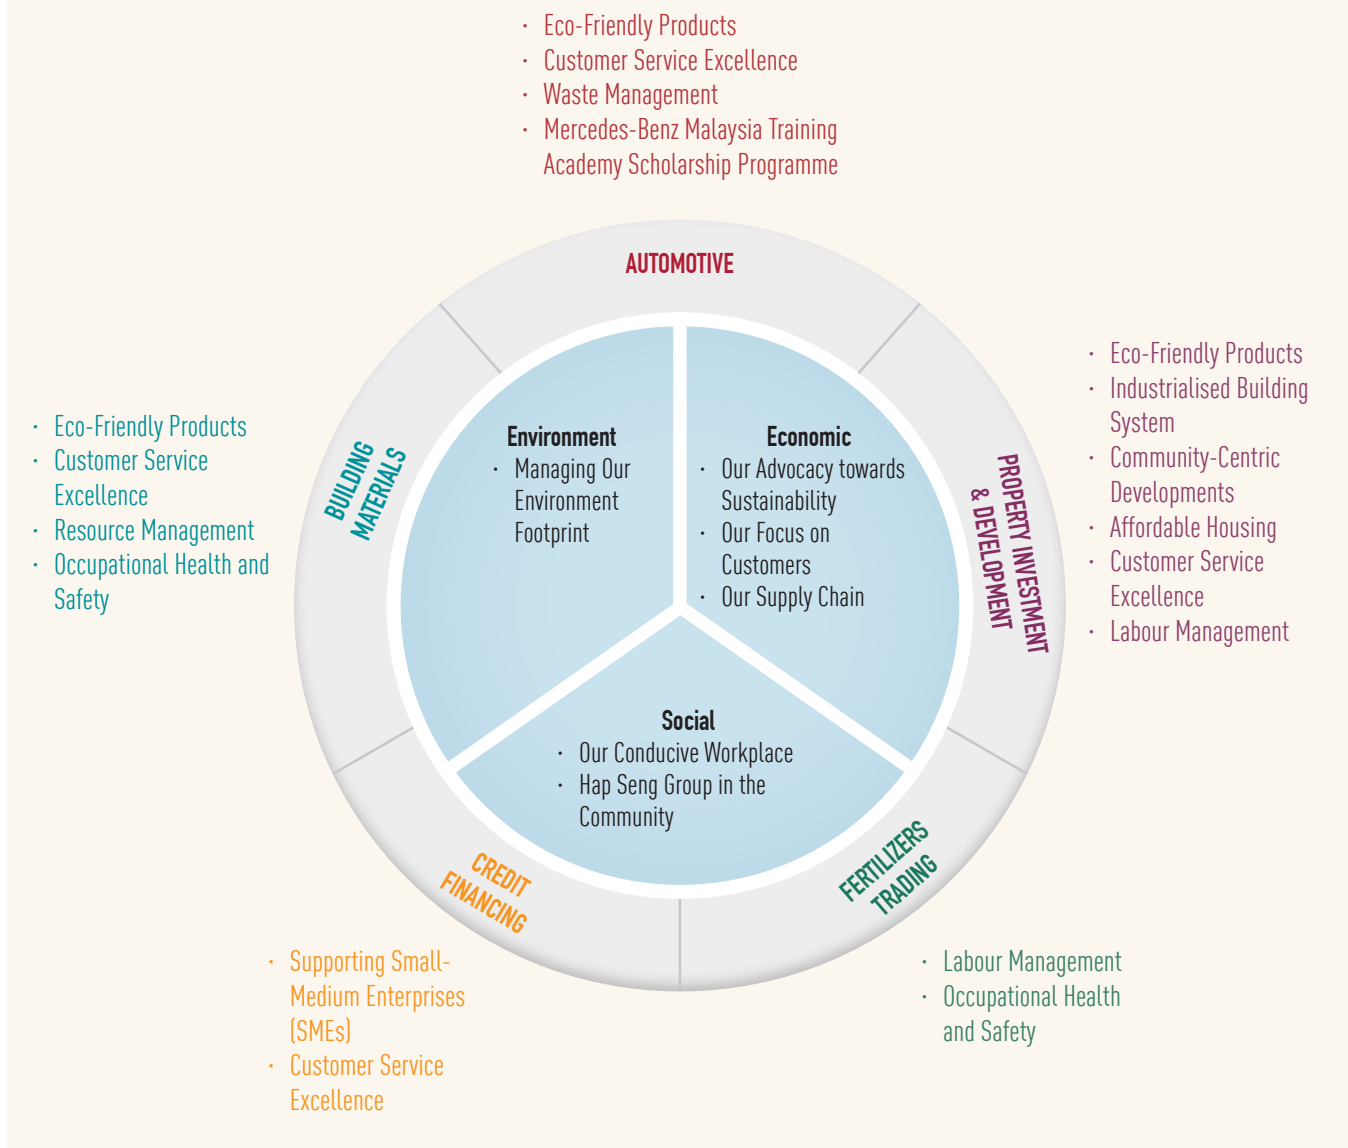 · Eco-Friendly Products
· Customer Service Excellence
· Waste Management
· Mercedes-Benz Malaysia Training
Academy Scholarship Programme
AUTOMOTIVE
· Eco-Friendly Products
· Industrialised Building
System
· Community-Centric
Developments
· Affordable Housing
· Customer Service
Excellence
· Labour Management
PROPERTY INVESTMENT
& DEVELOPMENT
· Eco-Friendly Products
· Customer Service
Excellence
· Resource Management
· Occupational Health and
Safety
BUILDING
MATERIALS
Environment
· Managing Our
Environment
Footprint
Economic
· Our Advocacy towards
Sustainability
· Our Focus on
Customers
· Our Supply Chain
Social
· Our Conducive Workplace
· Hap Seng Group in the
Community
CREDIT
FINANCING
FERTILIZERS
TRADING
· Supporting Small-
Medium Enterprises
(SMEs)
· Customer Service
Excellence
· Labour Management
· Occupational Health
and Safety